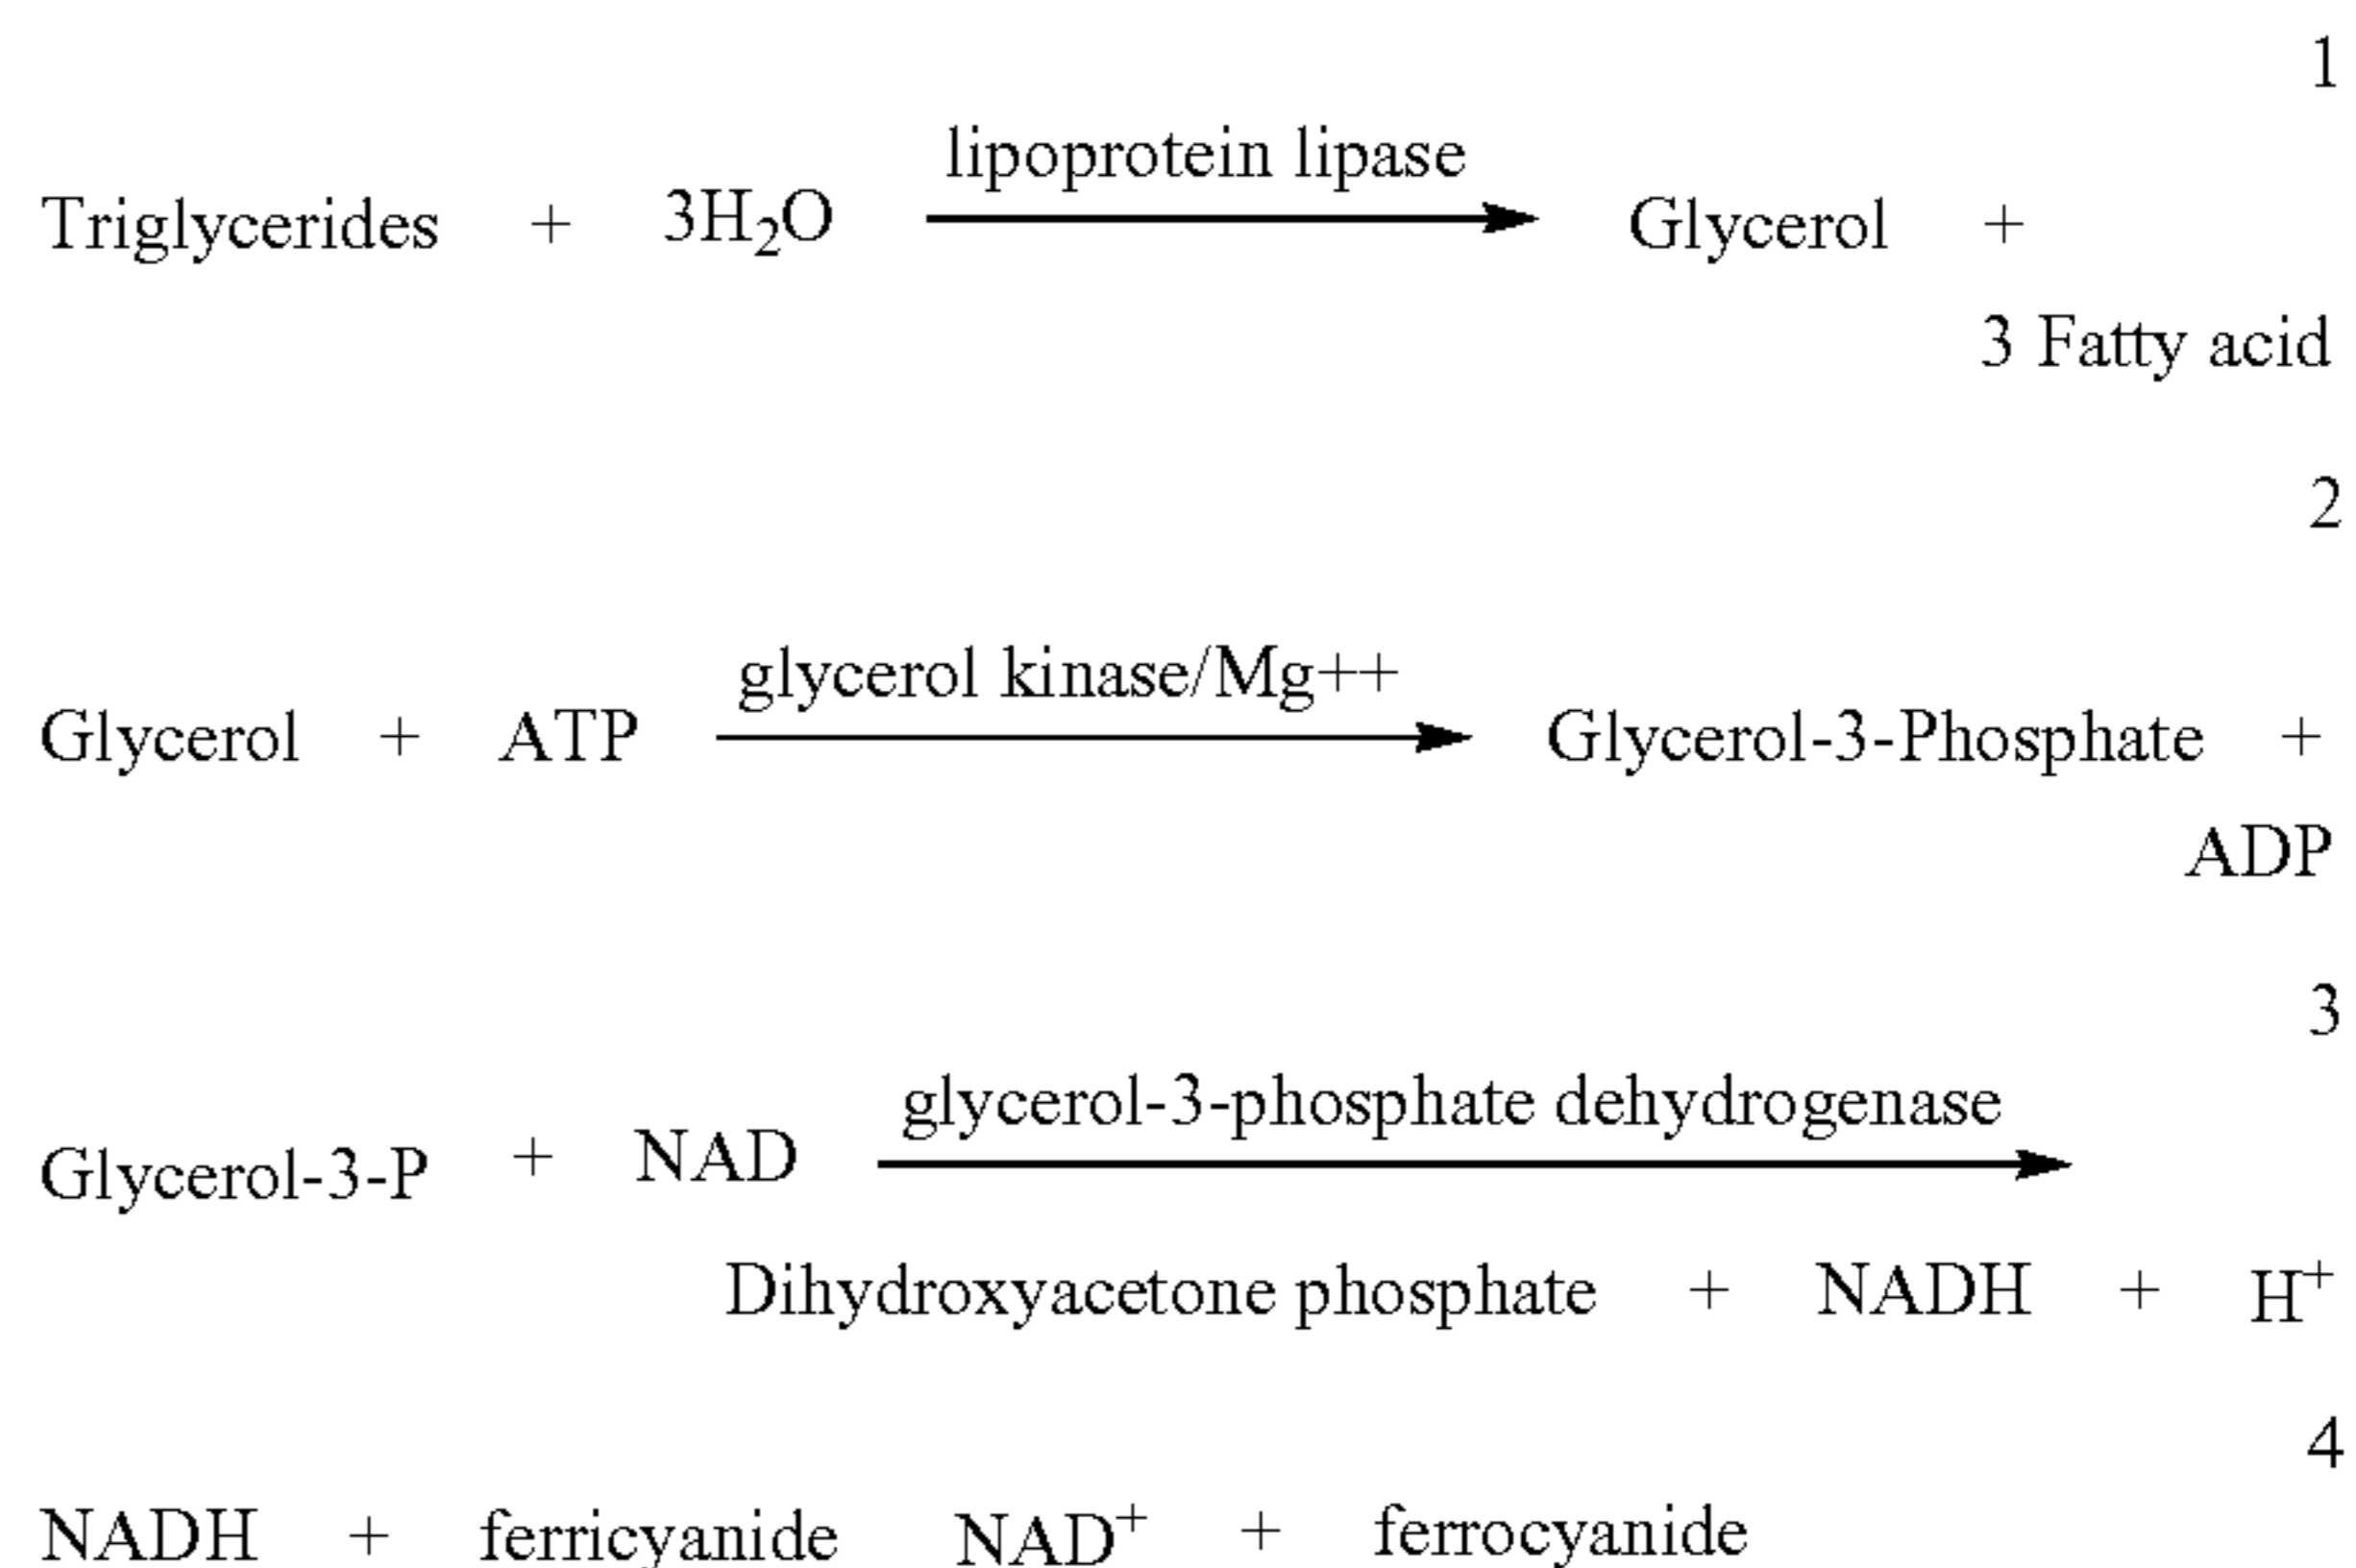 1
lipoprotein lipase
Triglycerides + 3H₂O Glycerol +
3 Fatty acid
2
glycerol kinase/Mg++
Glycerol + ATP Glycerol-3-Phosphate +
ADP
3
glycerol-3-phosphate dehydrogenase
Glycerol-3-P + NAD
Dihydroxyacetone phosphate + NADH + H⁺
4
NADH + ferricyanide NAD⁺ + ferrocyanide